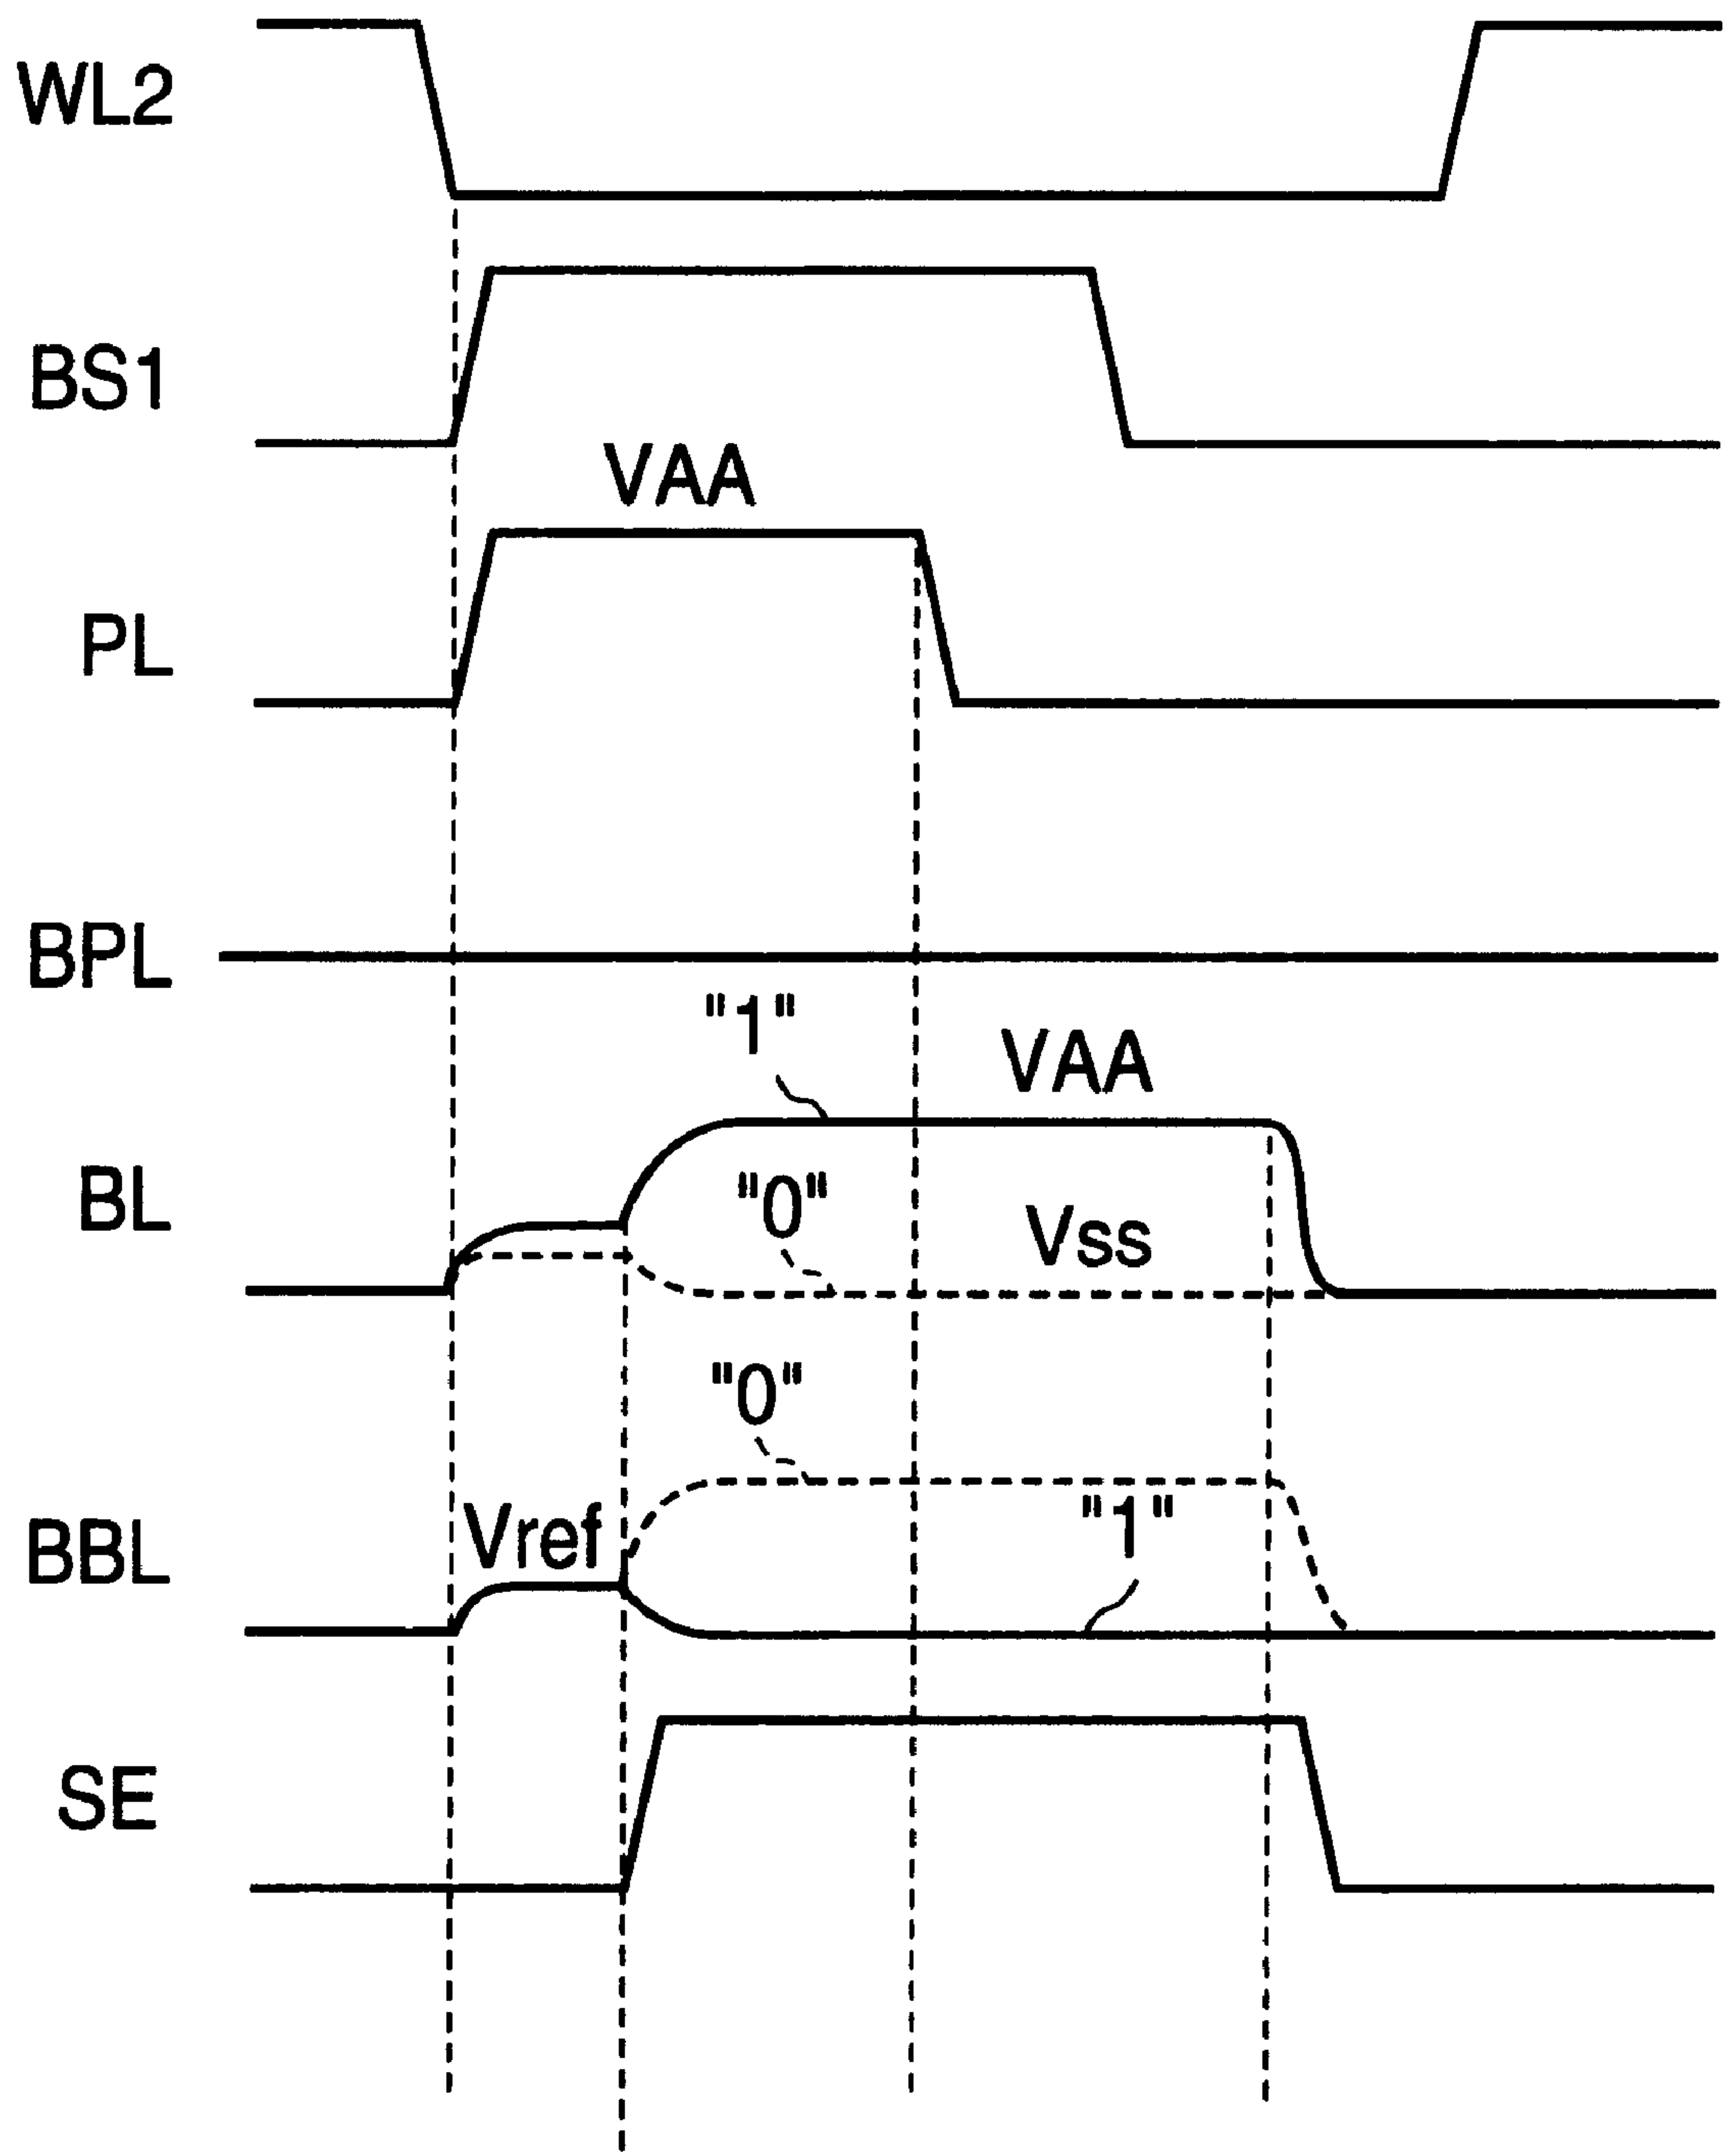 WL2
BS1
VAA
PL
BPL
"1"
VAA
BL
"0"
Vss
"0"
BBL
Vref
"1"
SE